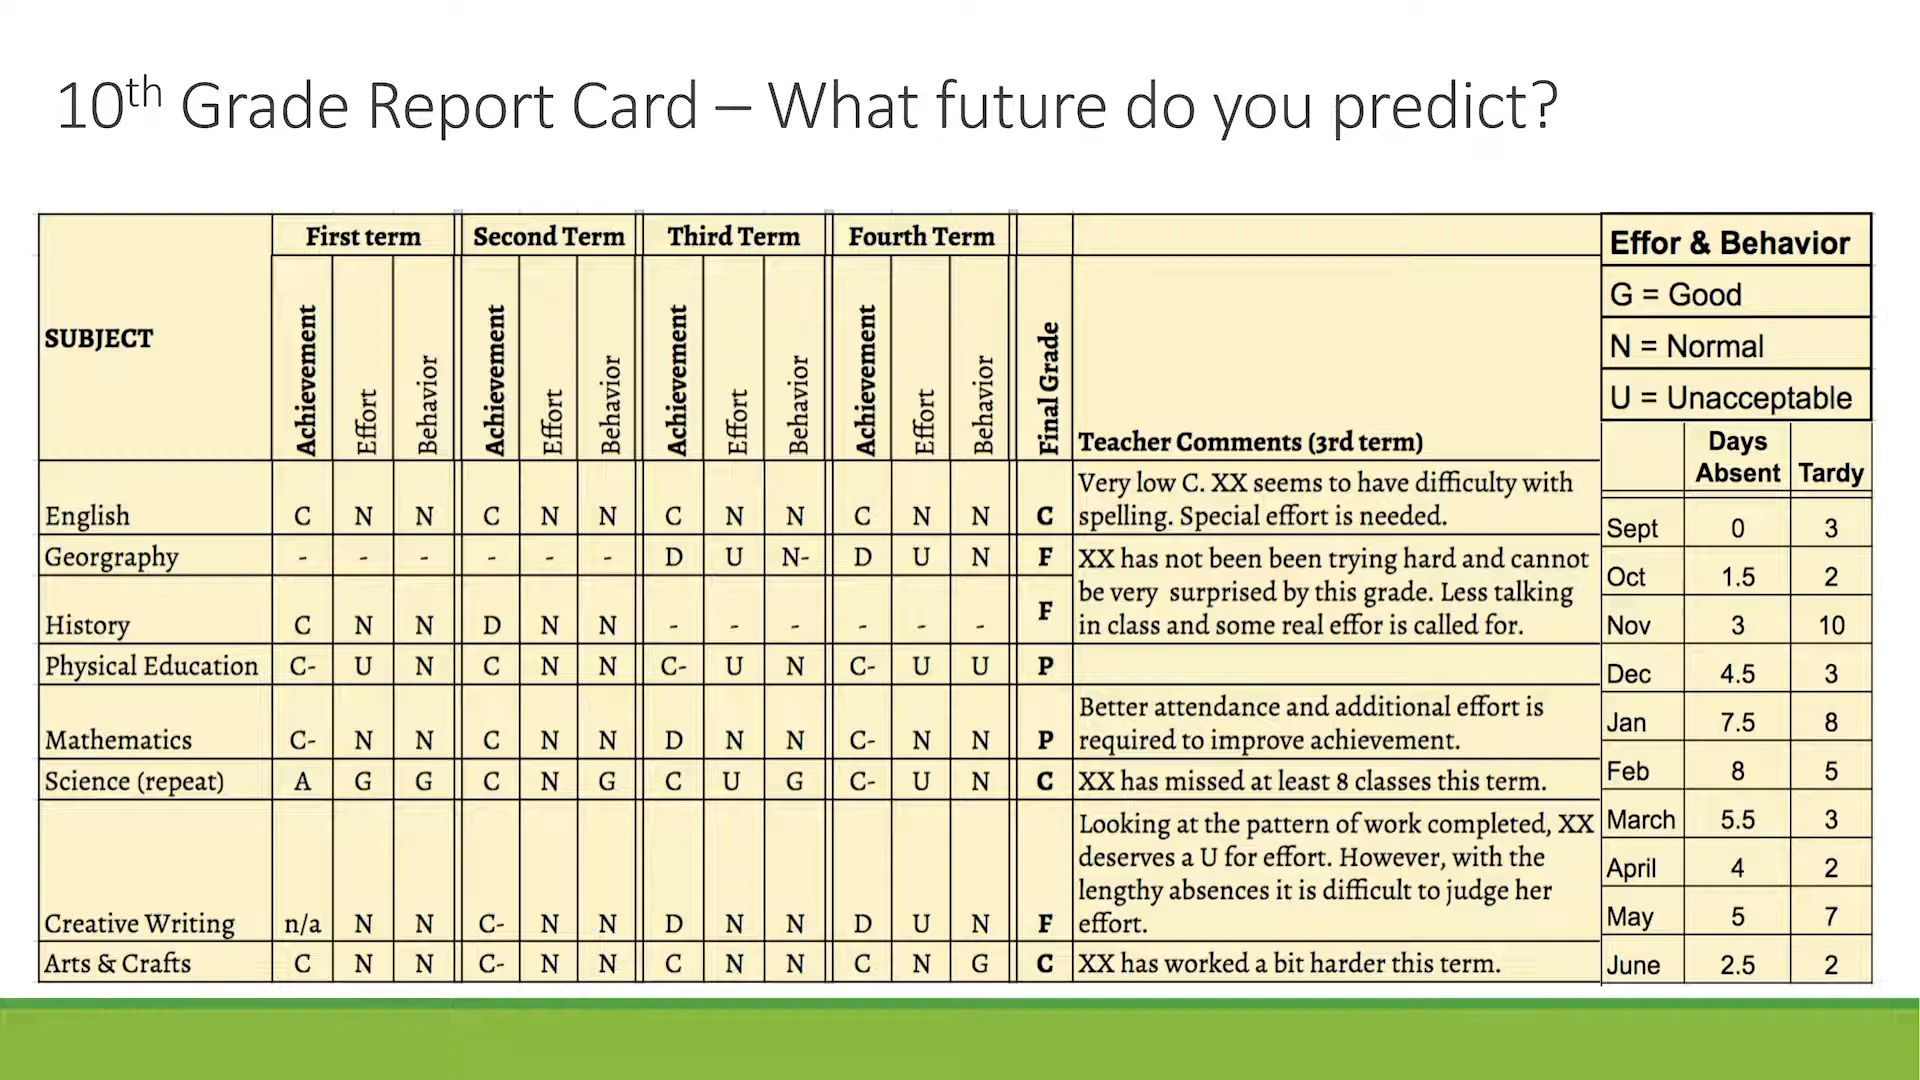 10th Grade Report Card – What future do you predict?
SUBJECT
First term
Second Term
Third Term
Fourth Term
Achievement Effort Behavior Achievement Effort Behavior Achievement Effort Behavior Achievement Effort Behavior Final Grade
Teacher Comments (3rd term)
English C N N C N N C N N C N N C
Very low C. XX seems to have difficulty with
spelling. Special effort is needed.
Georgraphy - - - - - - D U N- D U N F
History C N N D N N - - - - - - F
XX has not been been trying hard and cannot
be very surprised by this grade. Less talking
in class and some real effor is called for.
Physical Education C- U N C N N C- U N C- U U P
Mathematics C- N N C N N D N N C- N N P
Better attendance and additional effort is
required to improve achievement.
Science (repeat) A G G C N G C U G C- U N C XX has missed at least 8 classes this term.
Creative Writing n/a N N C- N N D N N D U N F
Looking at the pattern of work completed, XX
deserves a U for effort. However, with the
lengthy absences it is difficult to judge her
effort.
Arts & Crafts C N N C- N N C N N C N G C XX has worked a bit harder this term.
Effor & Behavior
G = Good
N = Normal
U = Unacceptable
Days
Absent Tardy
Sept 0 3
Oct 1.5 2
Nov 3 10
Dec 4.5 3
Jan 7.5 8
Feb 8 5
March 5.5 3
April 4 2
May 5 7
June 2.5 2